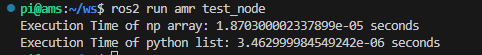 pi@ams:~/ws$ ros2 run amr test_node
Execution Time of np array: 1.870300002337899e-05 seconds
Execution Time of python list: 3.462999984549242e-06 seconds